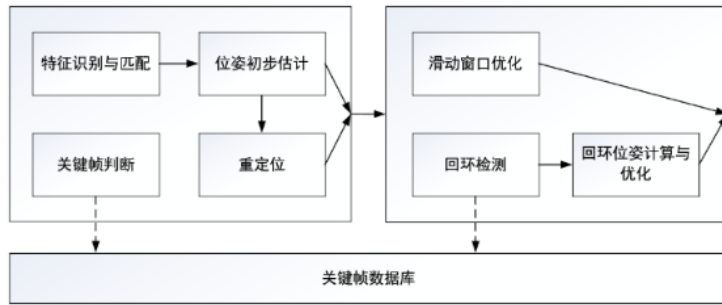 特征识别与匹配
位姿初步估计
关键帧判断
重定位
滑动窗口优化
回环检测
回环位姿计算与
优化
关键帧数据库